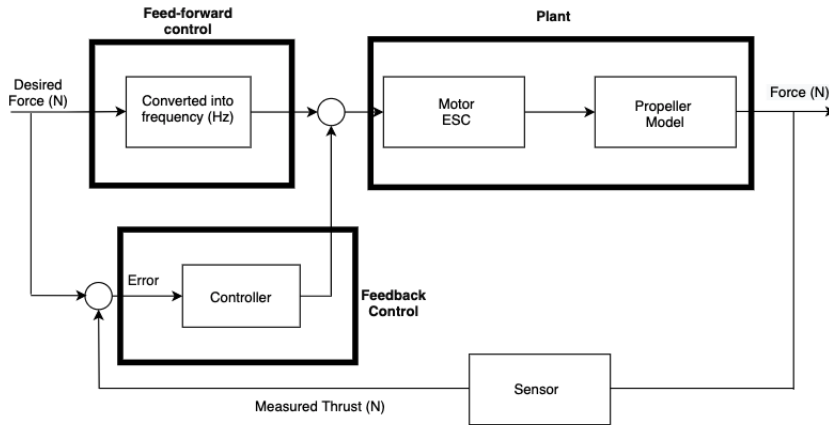 Feed-forward
control
Plant
Desired
Force (N)
Converted into
frequency (Hz)
Motor
ESC
Propeller
Model
Force (N)
Error
Controller
Feedback
Control
Sensor
Measured Thrust (N)